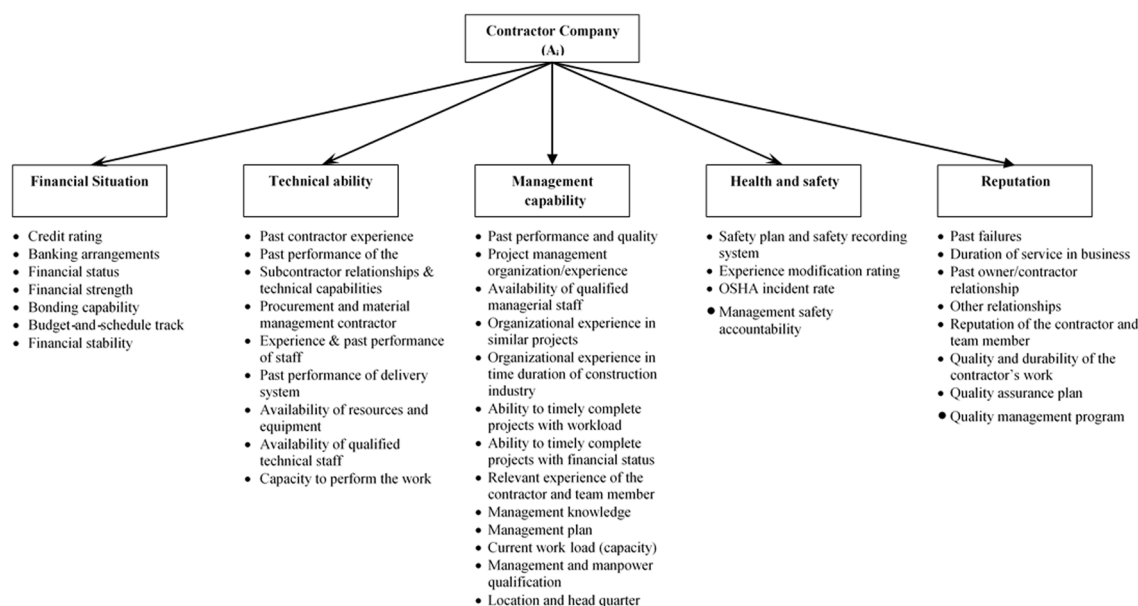 Contractor Company
(Aᵢ)
Financial Situation
• Credit rating
• Banking arrangements
• Financial status
• Financial strength
• Bonding capability
• Budget-and-schedule track
• Financial stability
Technical ability
• Past contractor experience
• Past performance of the
• Subcontractor relationships &
technical capabilities
• Procurement and material
management contractor
• Experience & past performance
of staff
• Past performance of delivery
system
• Availability of resources and
equipment
• Availability of qualified
technical staff
• Capacity to perform the work
Management
capability
• Past performance and quality
• Project management
organization/experience
• Availability of qualified
managerial staff
• Organizational experience in
similar projects
• Organizational experience in
time duration of construction
industry
• Ability to timely complete
projects with workload
• Ability to timely complete
projects with financial status
• Relevant experience of the
contractor and team member
• Management knowledge
• Management plan
• Current work load (capacity)
• Management and manpower
qualification
• Location and head quarter
Health and safety
• Safety plan and safety recording
system
• Experience modification rating
• OSHA incident rate
• Management safety
accountability
Reputation
• Past failures
• Duration of service in business
• Past owner/contractor
relationship
• Other relationships
• Reputation of the contractor and
team member
• Quality and durability of the
contractor's work
• Quality assurance plan
• Quality management program